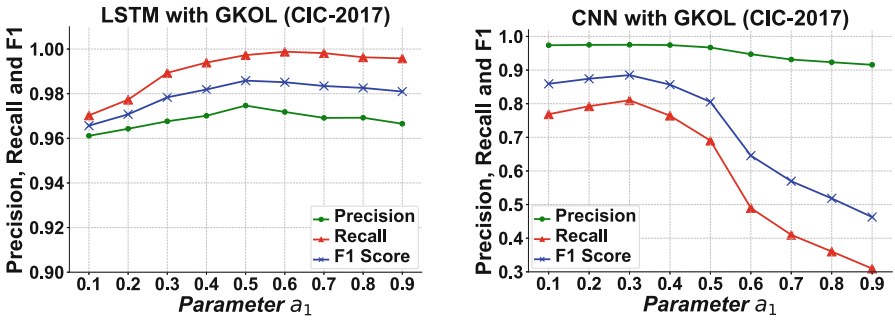 LSTM with GKOL (CIC-2017)
Precision, Recall and F1
1.00
0.98
0.96
0.94
0.92
0.90
Precision
Recall
F1 Score
0.1 0.2 0.3 0.4 0.5 0.6 0.7 0.8 0.9
Parameter a1
CNN with GKOL (CIC-2017)
Precision, Recall and F1
1.0
0.9
0.8
0.7
0.6
0.5
0.4
0.3
Precision
Recall
F1 Score
0.1 0.2 0.3 0.4 0.5 0.6 0.7 0.8 0.9
Parameter a1